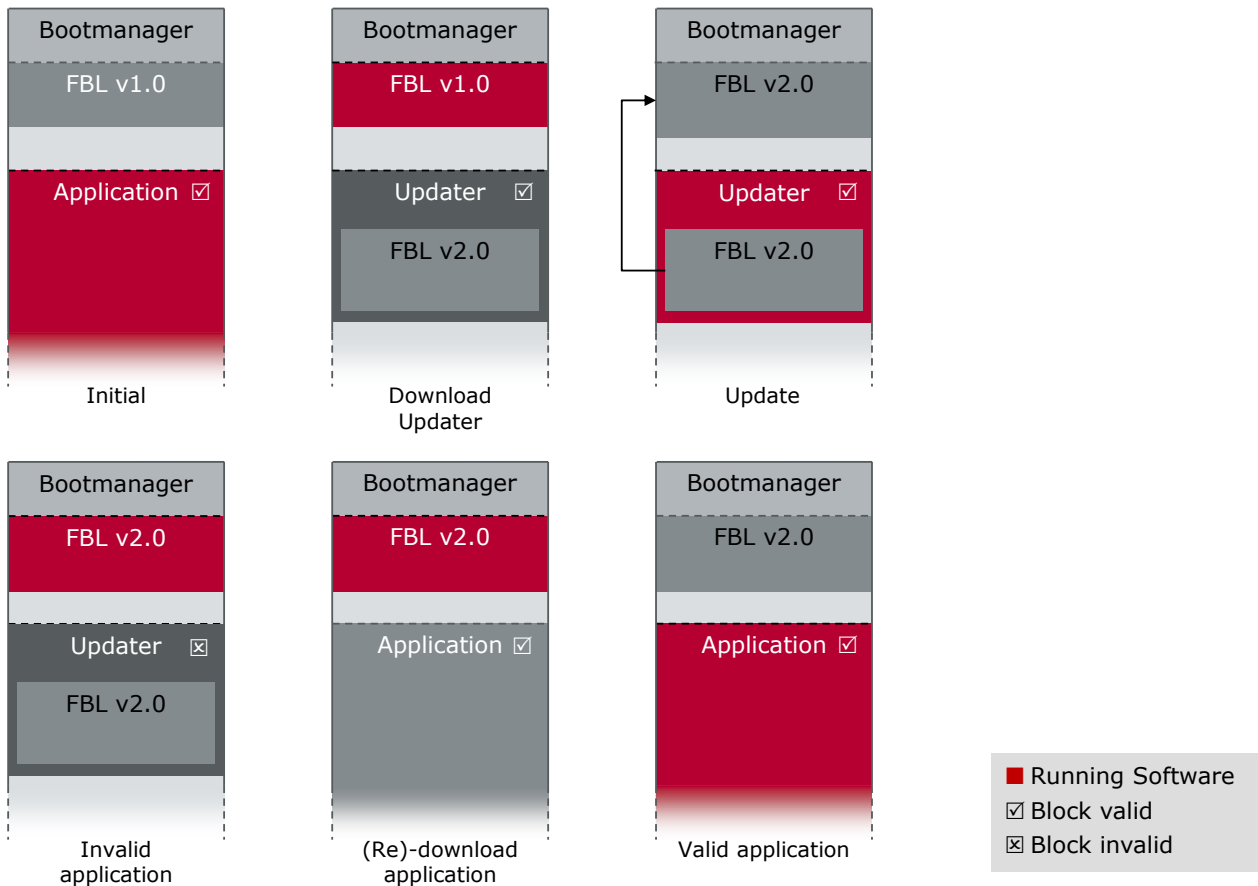 Bootmanager
FBL v1.0
Application ☑
Initial
Bootmanager
FBL v1.0
Updater ☑
FBL v2.0
Download
Updater
Bootmanager
FBL v2.0
Updater ☑
FBL v2.0
Update
Bootmanager
FBL v2.0
Updater ☒
FBL v2.0
Invalid
application
Bootmanager
FBL v2.0
Application ☑
(Re)-download
application
Bootmanager
FBL v2.0
Application ☑
Valid application
Running Software
☑ Block valid
☒ Block invalid